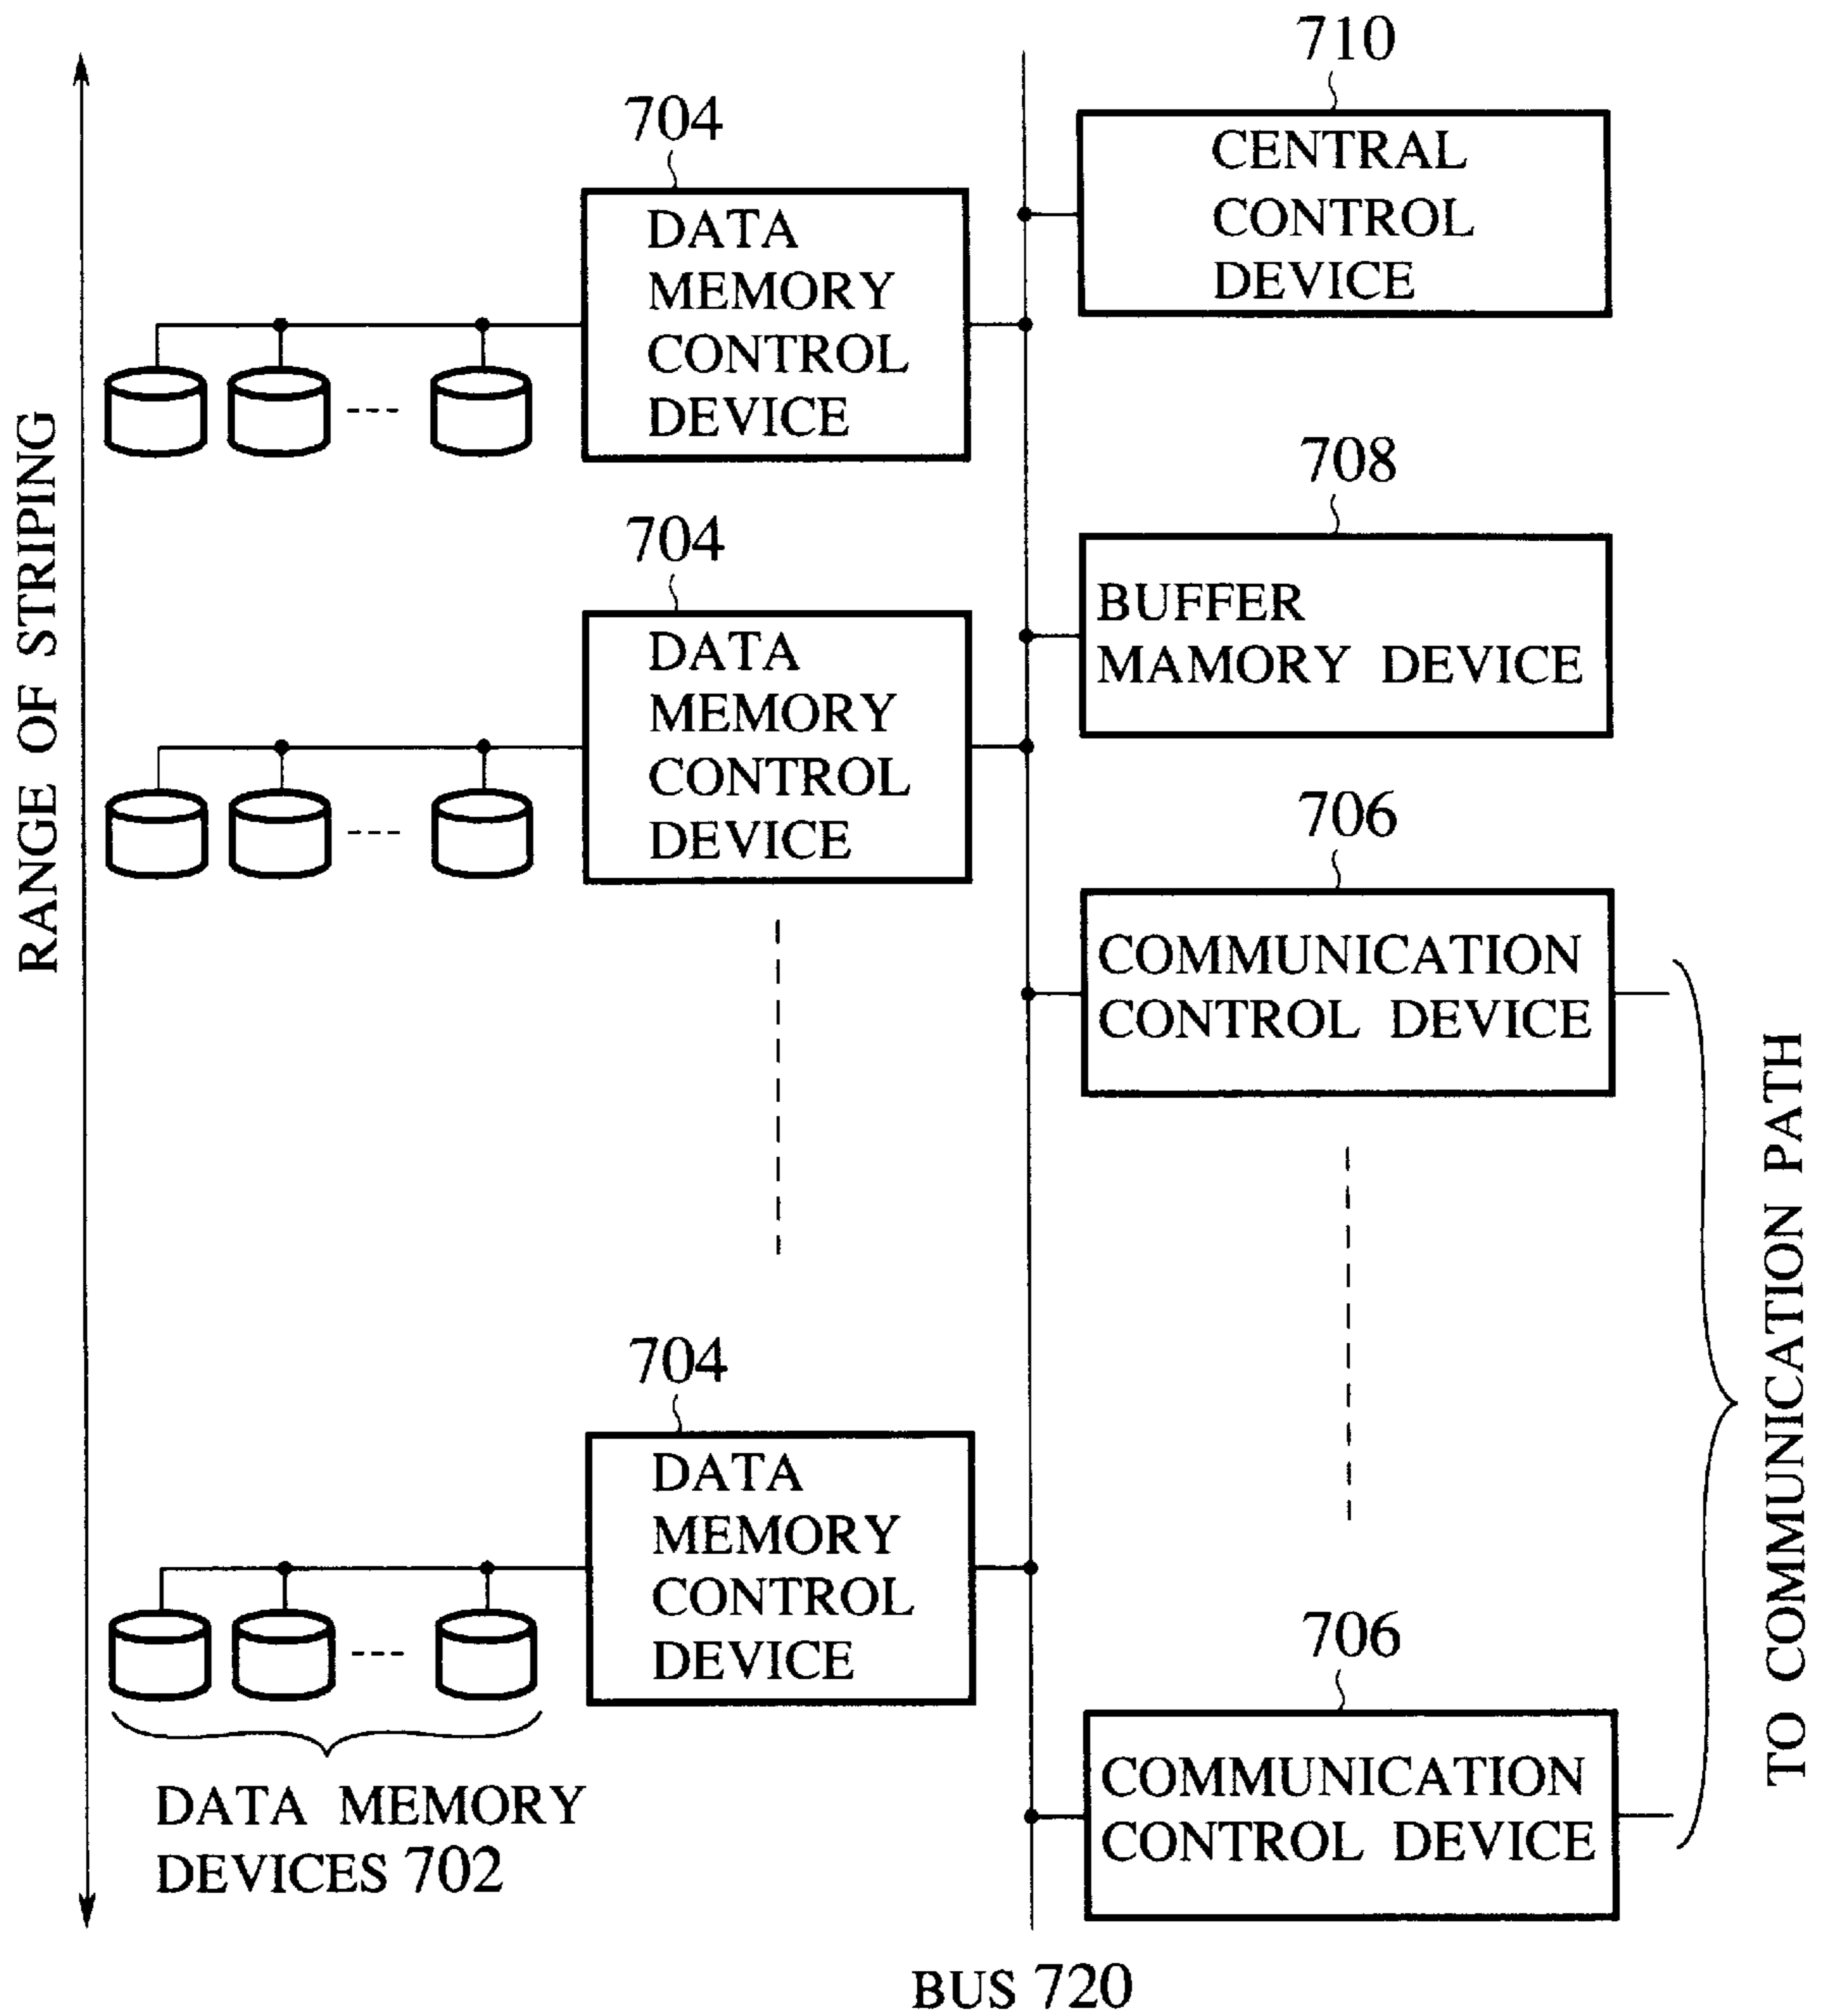 710
CENTRAL
CONTROL
DEVICE
704
DATA
MEMORY
CONTROL
DEVICE
708
BUFFER
MAMORY DEVICE
704
DATA
MEMORY
CONTROL
DEVICE
706
COMMUNICATION
CONTROL DEVICE
RANGE OF STRIPING
TO COMMUNICATION PATH
704
DATA
MEMORY
CONTROL
DEVICE
706
COMMUNICATION
CONTROL DEVICE
DATA MEMORY
DEVICES 702
BUS 720